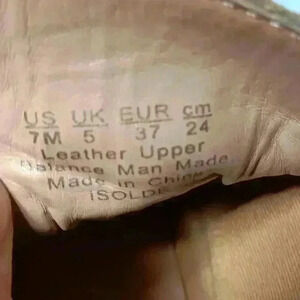 US UK EUR cm
7M 5 37 24
Leather Upper
Balance Man Made
Made in China
ISOLDE